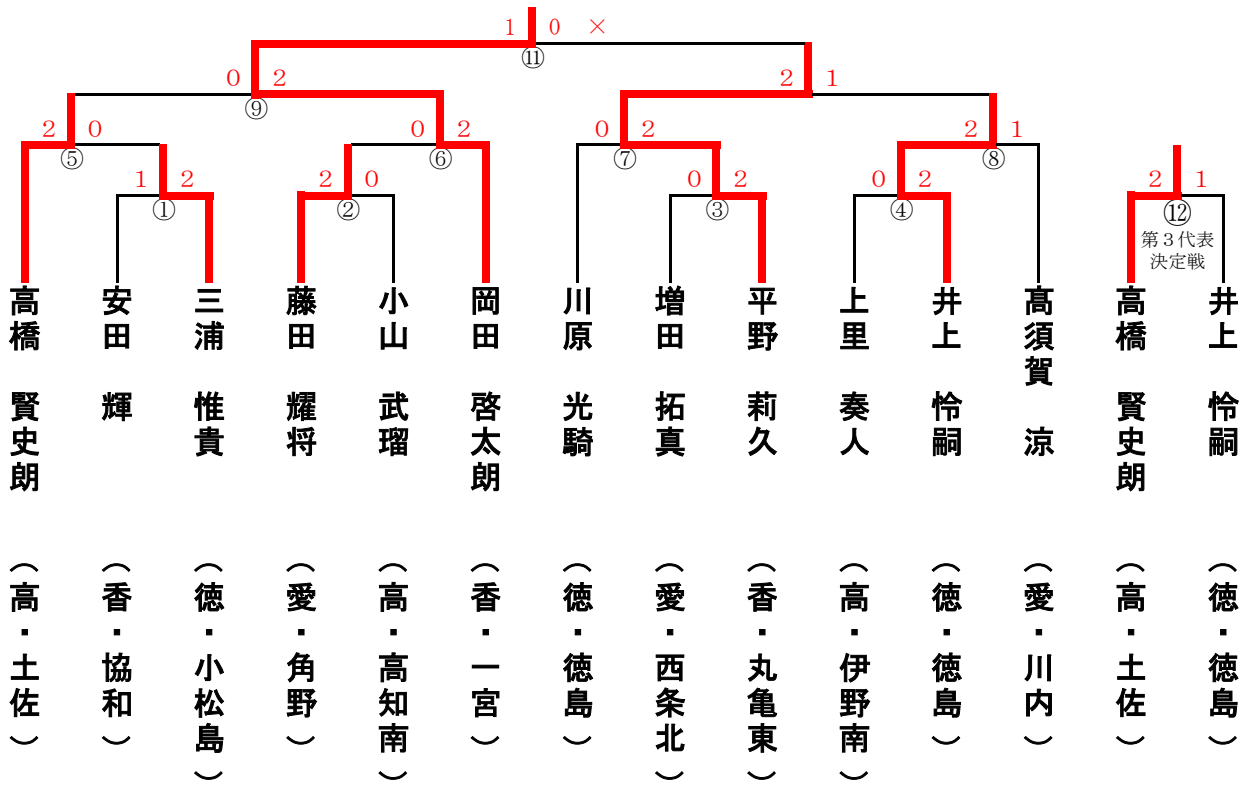 １ ０ ×
⑪
０ ２ ２ １
⑨
２ ０ ０ ２ ０ ２ ２ １
⑤ ⑥ ⑦ ⑧
１ ２ ２ ０ ０ ２ ０ ２ ２ １
① ② ③ ④ ⑫
第３代表
決定戦
高橋 賢史朗 （高・土佐）
安田 輝 （香・協和）
三浦 惟貴 （徳・小松島）
藤田 耀将 （愛・角野）
小山 武瑠 （高・高知南）
岡田 啓太朗 （香・一宮）
川原 光騎 （徳・徳島）
増田 拓真 （愛・西条北）
平野 莉久 （香・丸亀東）
上里 奏人 （高・伊野南）
井上 怜嗣 （徳・徳島）
髙須賀 涼 （愛・川内）
高橋 賢史朗 （高・土佐）
井上 怜嗣 （徳・徳島）